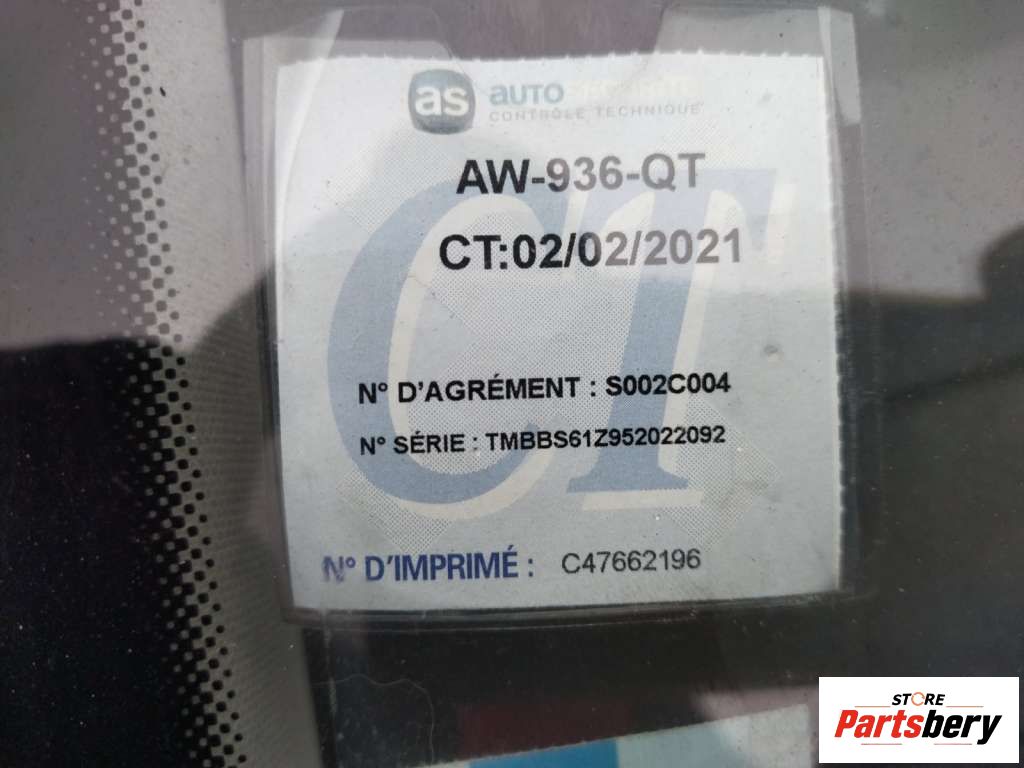 as AUTO
CONTRÔLE TECHNIQUE
AW-936-QT
CT:02/02/2021
CT
N° D'AGRÉMENT : S002C004
N° SÉRIE : TMBBS61Z952022092
N° D'IMPRIMÉ : C47662196
STORE
Partsbery